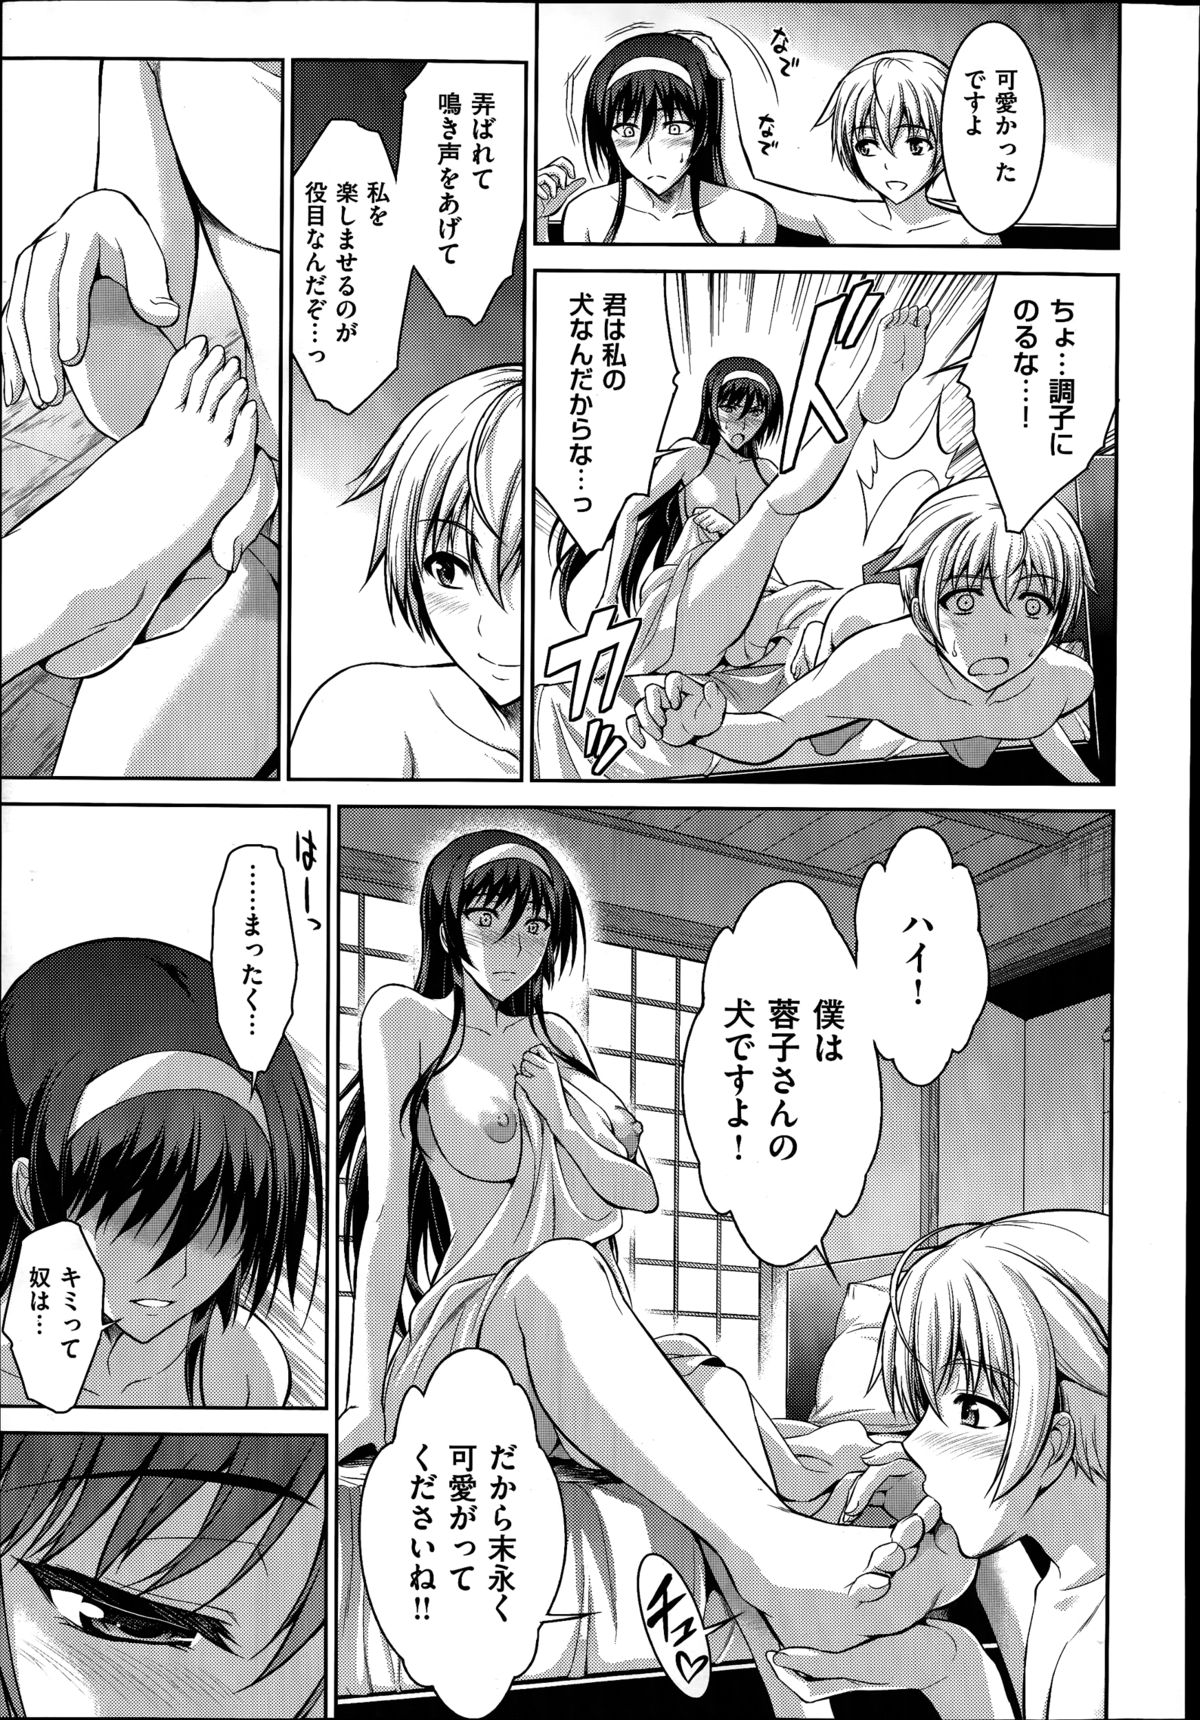 可愛かった
ですよ
なで
なで
ちょ…調子に
のるな…！
君は私の
犬なんだからな…っ
ズッ
ガッ
弄ばれて
鳴き声をあげて
私を
楽しませるのが
役目なんだぞ…っ
ハイ！
僕は
蓉子さんの
犬ですよ！
だから末永く
可愛がって
くださいね!!
チュ♡
はーっ
……まったく…
キミって
奴は…